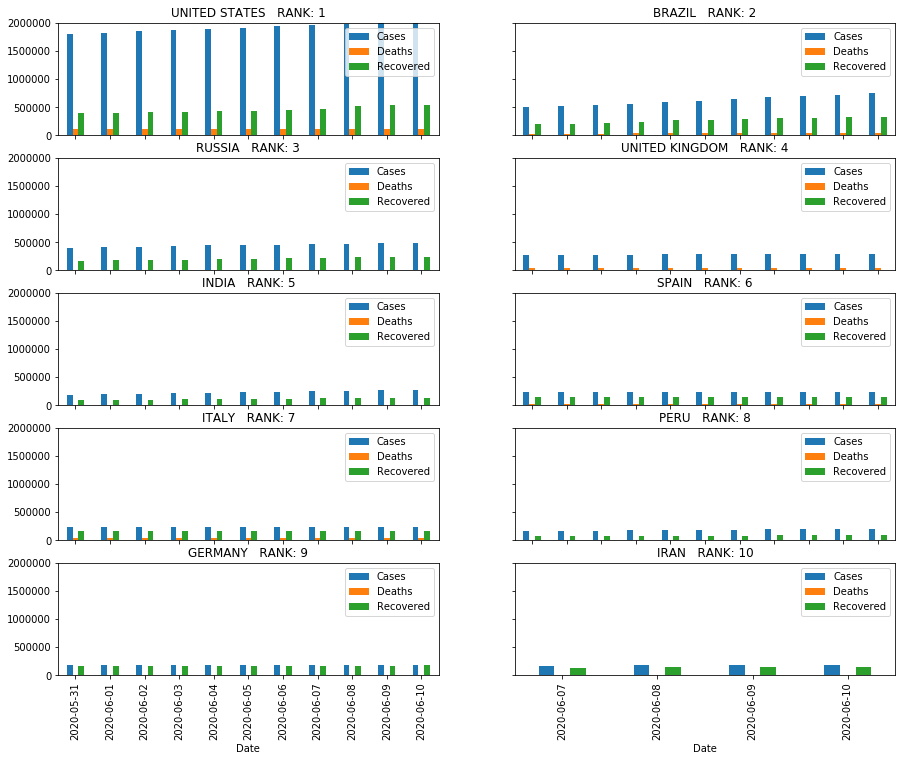 UNITED STATES   RANK: 1
2000000
1500000
1000000
500000
0
Cases
Deaths
Recovered
BRAZIL   RANK: 2
Cases
Deaths
Recovered
RUSSIA   RANK: 3
2000000
1500000
1000000
500000
0
Cases
Deaths
Recovered
UNITED KINGDOM   RANK: 4
Cases
Deaths
Recovered
INDIA   RANK: 5
2000000
1500000
1000000
500000
0
Cases
Deaths
Recovered
SPAIN   RANK: 6
Cases
Deaths
Recovered
ITALY   RANK: 7
2000000
1500000
1000000
500000
0
Cases
Deaths
Recovered
PERU   RANK: 8
Cases
Deaths
Recovered
GERMANY   RANK: 9
2000000
1500000
1000000
500000
0
Cases
Deaths
Recovered
2020-05-31
2020-06-01
2020-06-02
2020-06-03
2020-06-04
2020-06-05
2020-06-06
2020-06-07
2020-06-08
2020-06-09
2020-06-10
Date
IRAN   RANK: 10
Cases
Deaths
Recovered
2020-06-07
2020-06-08
2020-06-09
2020-06-10
Date